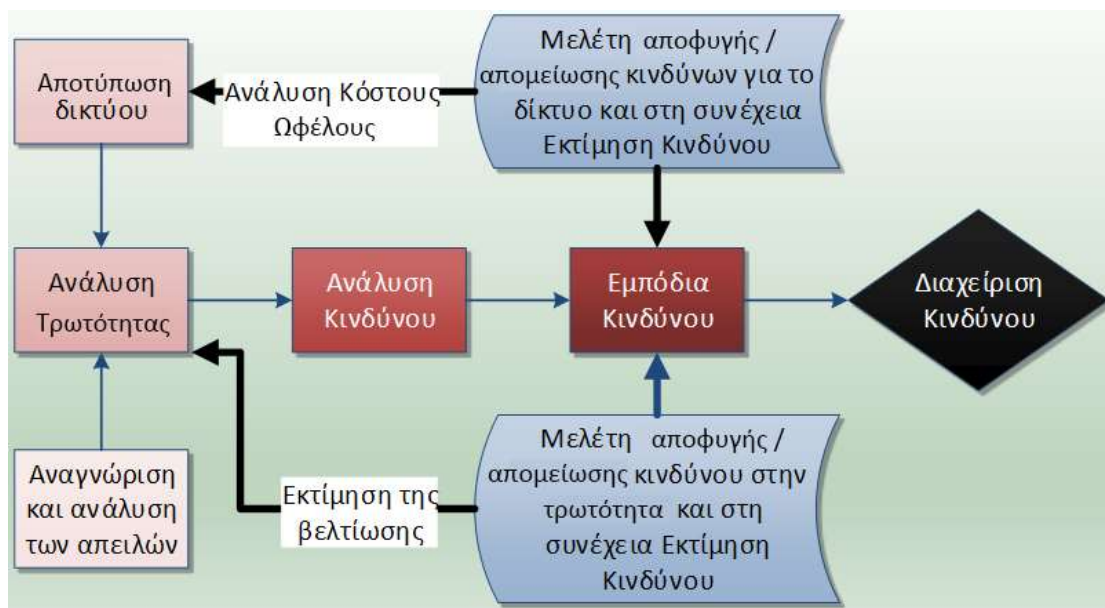 Αποτύπωση
δικτύου
Ανάλυση Κόστους
Ωφέλους
Μελέτη αποφυγής /
απομείωσης κινδύνων για το
δίκτυο και στη συνέχεια
Εκτίμηση Κινδύνου
Ανάλυση
Τρωτότητας
Ανάλυση
Κινδύνου
Εμπόδια
Κινδύνου
Διαχείριση
Κινδύνου
Αναγνώριση
και ανάλυση
των απειλών
Εκτίμηση της
βελτίωσης
Μελέτη αποφυγής /
απομείωσης κινδύνου στην
τρωτότητα και στη
συνέχεια Εκτίμηση
Κινδύνου